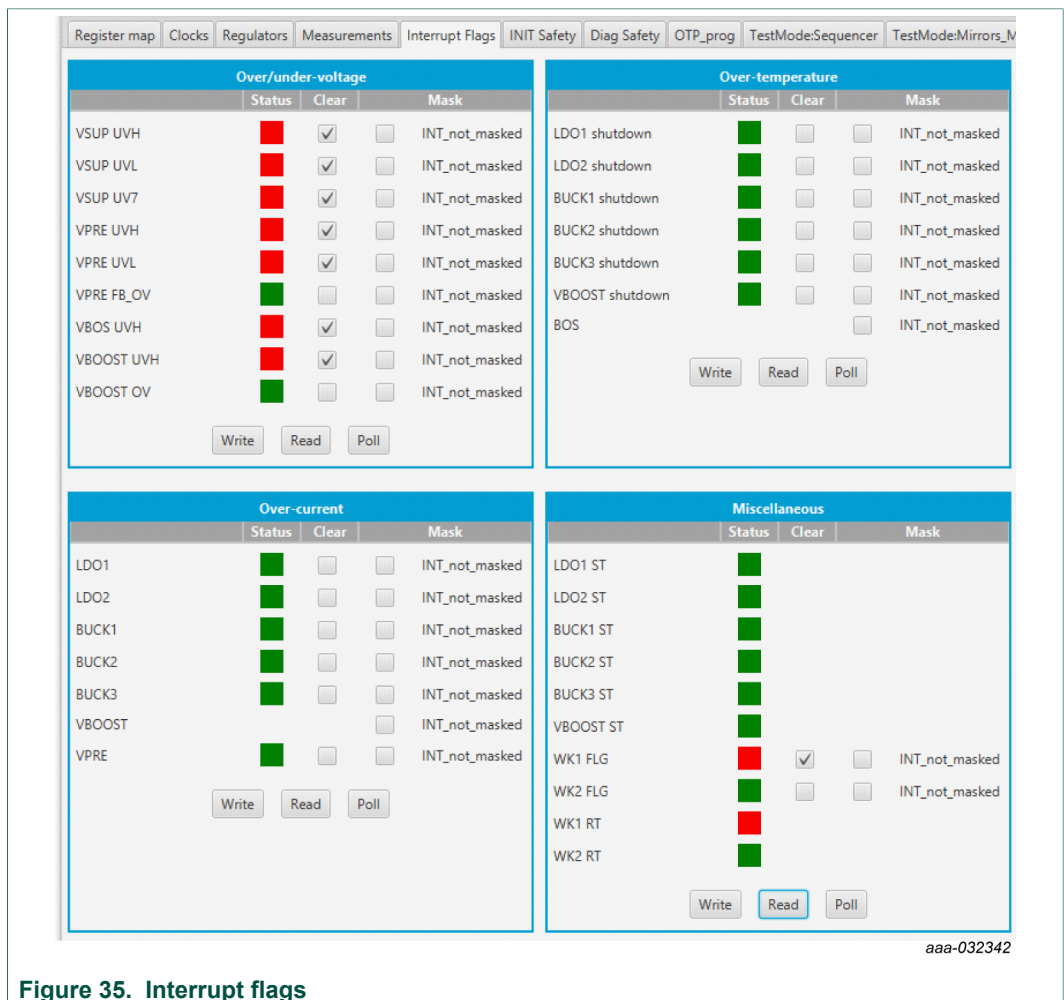 Register map Clocks Regulators Measurements Interrupt Flags INIT Safety Diag Safety OTP_prog TestMode:Sequencer TestMode:Mirrors_M
Over/under-voltage
Status Clear Mask
VSUP UVH INT_not_masked
VSUP UVL INT_not_masked
VSUP UV7 INT_not_masked
VPRE UVH INT_not_masked
VPRE UVL INT_not_masked
VPRE FB_OV INT_not_masked
VBOS UVH INT_not_masked
VBOOST UVH INT_not_masked
VBOOST OV INT_not_masked
Write Read Poll
Over-temperature
Status Clear Mask
LDO1 shutdown INT_not_masked
LDO2 shutdown INT_not_masked
BUCK1 shutdown INT_not_masked
BUCK2 shutdown INT_not_masked
BUCK3 shutdown INT_not_masked
VBOOST shutdown INT_not_masked
BOS INT_not_masked
Write Read Poll
Over-current
Status Clear Mask
LDO1 INT_not_masked
LDO2 INT_not_masked
BUCK1 INT_not_masked
BUCK2 INT_not_masked
BUCK3 INT_not_masked
VBOOST INT_not_masked
VPRE INT_not_masked
Write Read Poll
Miscellaneous
Status Clear Mask
LDO1 ST
LDO2 ST
BUCK1 ST
BUCK2 ST
BUCK3 ST
VBOOST ST
WK1 FLG INT_not_masked
WK2 FLG INT_not_masked
WK1 RT
WK2 RT
Write Read Poll
aaa-032342
Figure 35. Interrupt flags